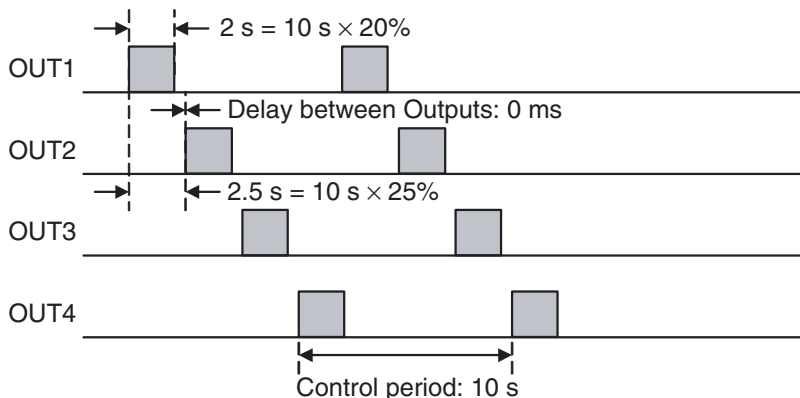 2 s = 10 s × 20%
OUT1
Delay between Outputs: 0 ms
OUT2
2.5 s = 10 s × 25%
OUT3
OUT4
Control period: 10 s